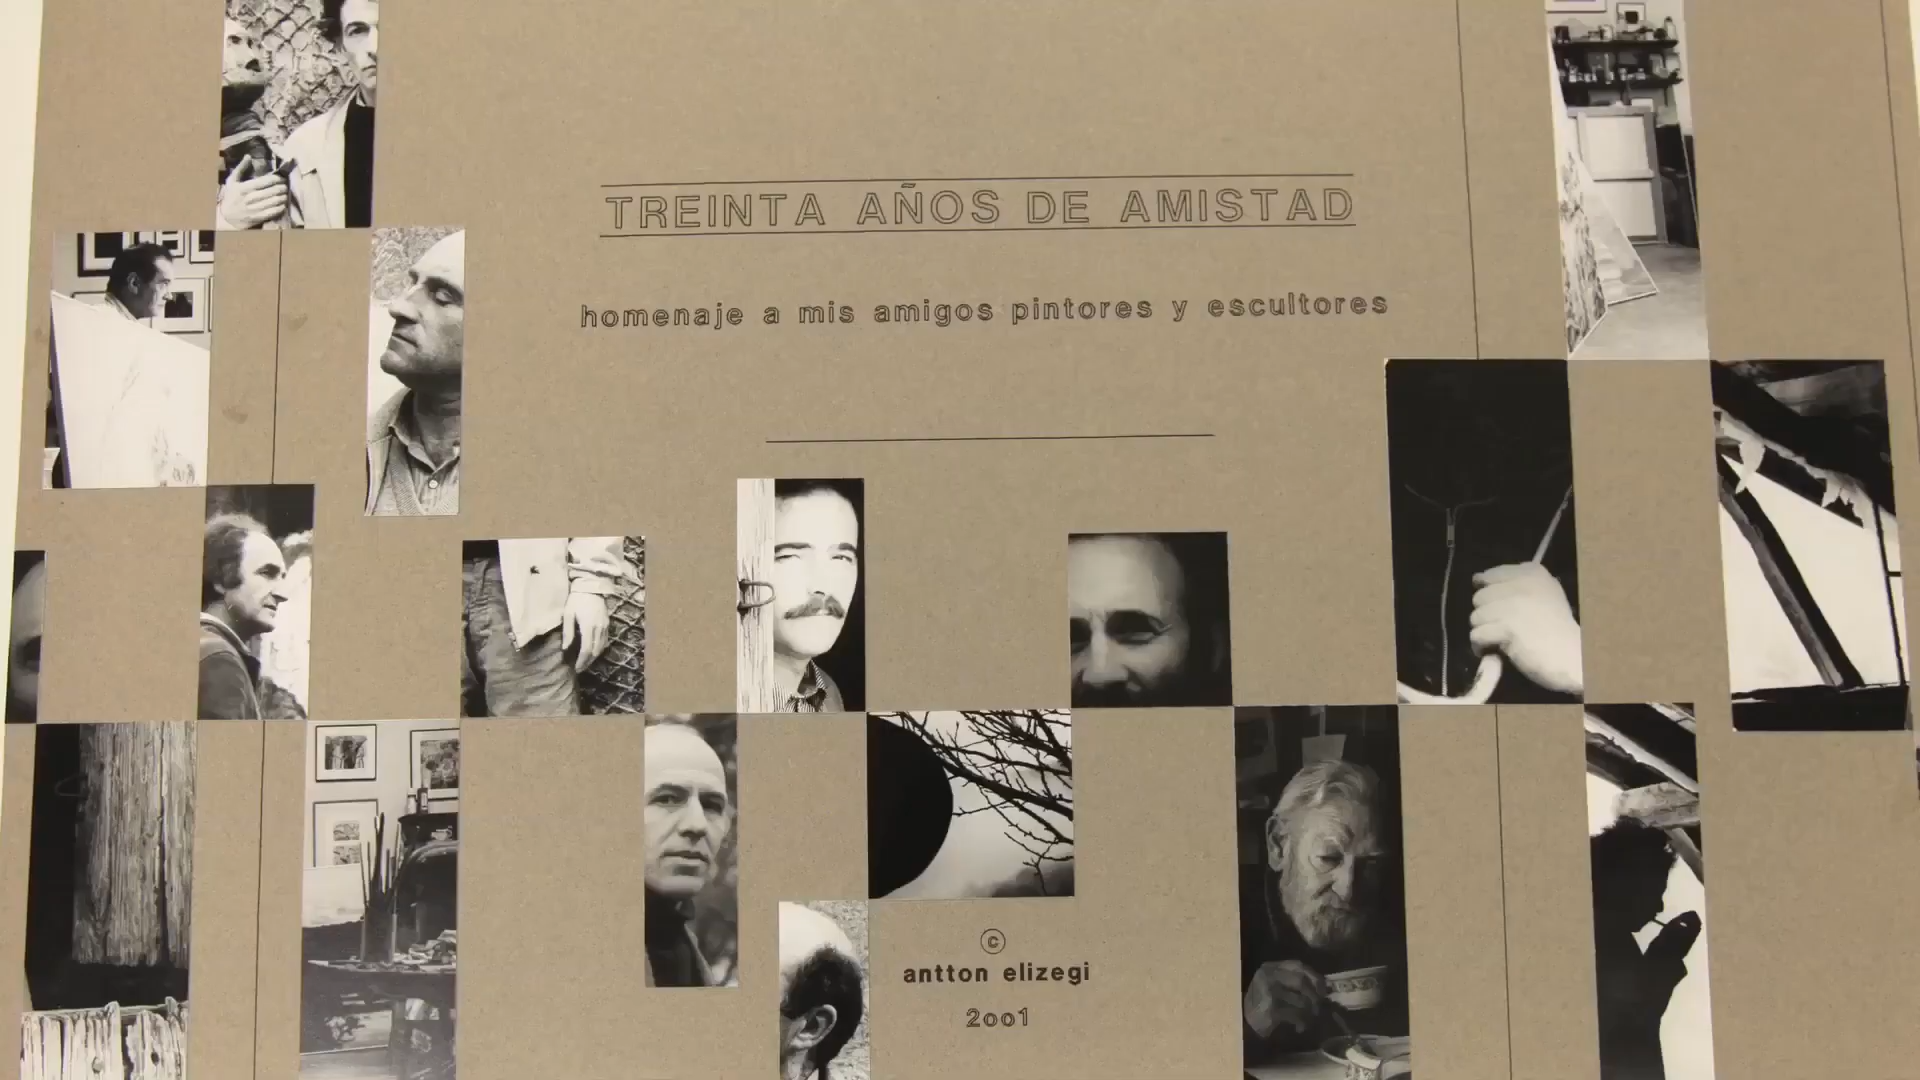 TREINTA AÑOS DE AMISTAD
homenaje a mis amigos pintores y escultores
©
antton elizegi
2oo1